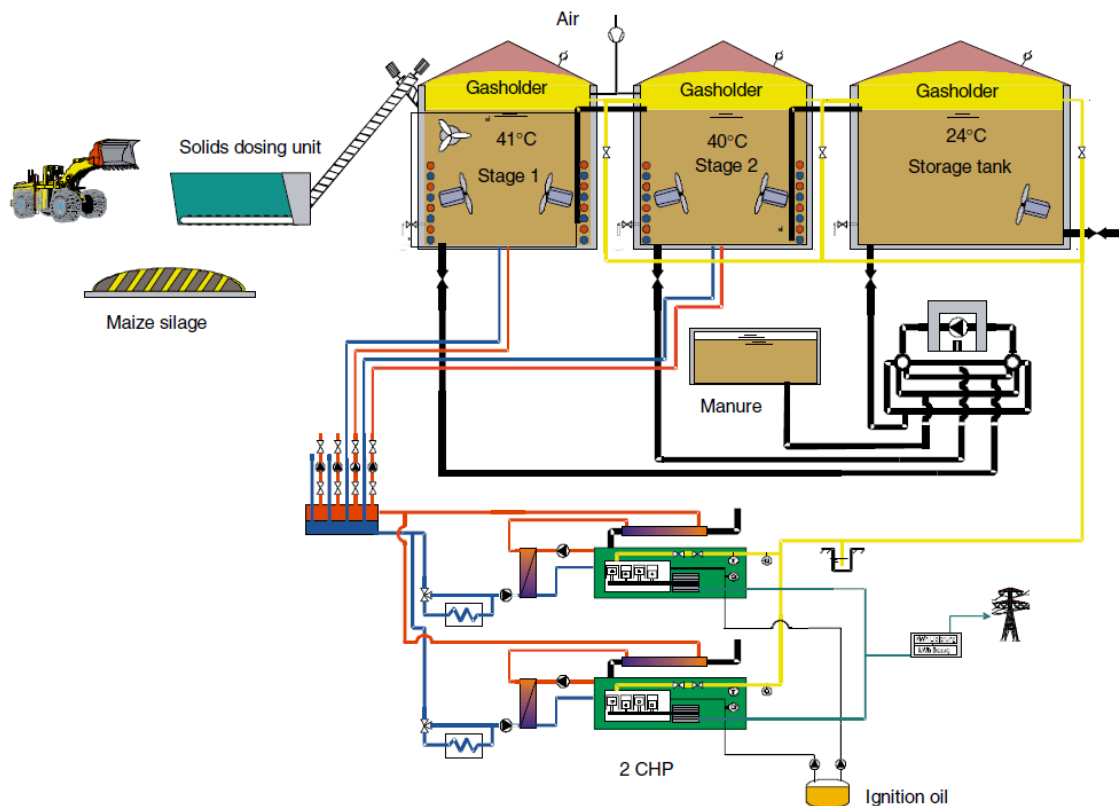 Air
Gasholder
Gasholder
Gasholder
41°C
40°C
24°C
Solids dosing unit
Stage 1
Stage 2
Storage tank
Maize silage
Manure
2 CHP
Ignition oil